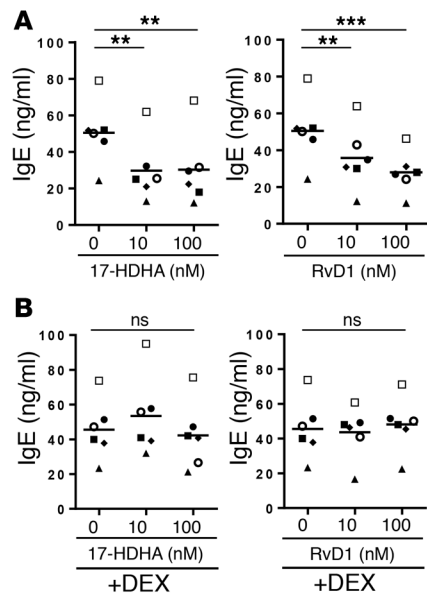 A
** ***
** **
IgE (ng/ml) IgE (ng/ml)
100 100
80 80
60 60
40 40
20 20
0 0
0 10 100 0 10 100
17-HDHA (nM) RvD1 (nM)
B
ns ns
IgE (ng/ml) IgE (ng/ml)
100 100
80 80
60 60
40 40
20 20
0 0
0 10 100 0 10 100
17-HDHA (nM) RvD1 (nM)
+DEX +DEX